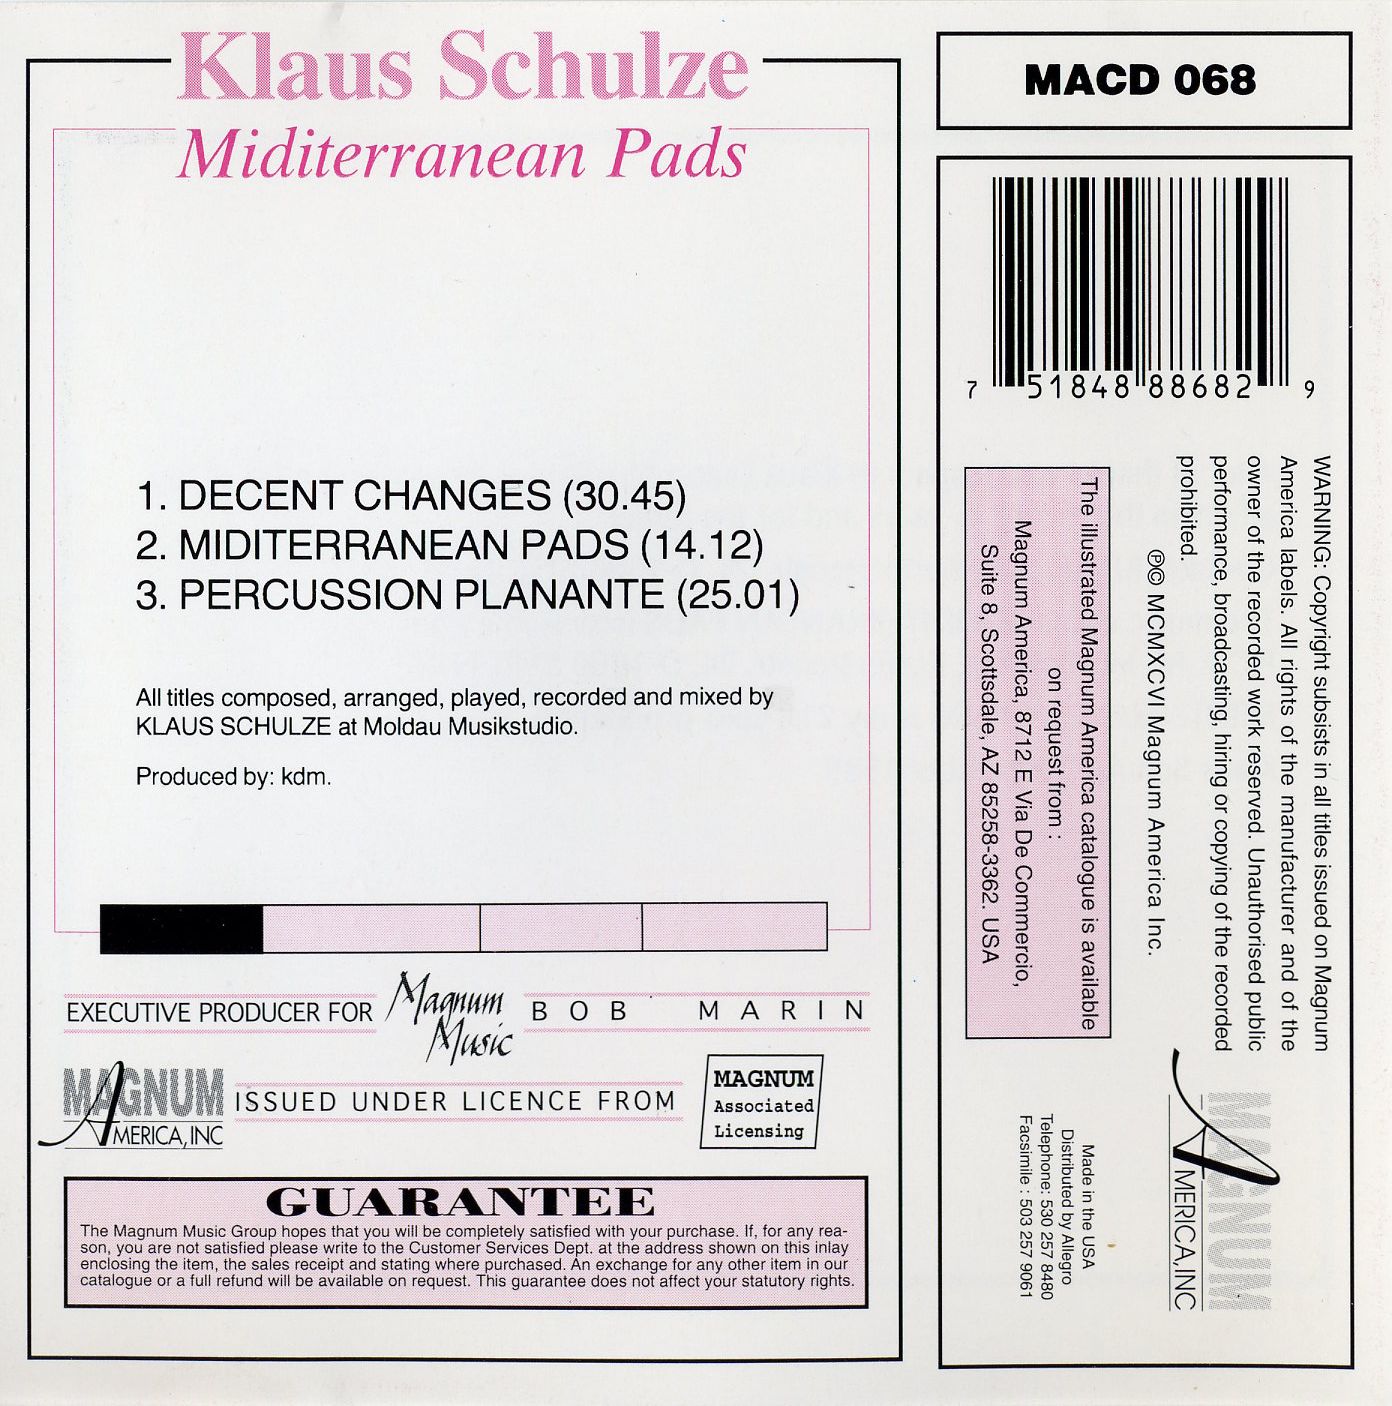 Klaus Schulze
Miditerranean Pads
1. DECENT CHANGES (30.45)
2. MIDITERRANEAN PADS (14.12)
3. PERCUSSION PLANANTE (25.01)
All titles composed, arranged, played, recorded and mixed by
KLAUS SCHULZE at Moldau Musikstudio.
Produced by: kdm.
EXECUTIVE PRODUCER FOR Magnum Music BOB MARIN
MAGNUM AMERICA, INC ISSUED UNDER LICENCE FROM
MAGNUM
Associated
Licensing
GUARANTEE
The Magnum Music Group hopes that you will be completely satisfied with your purchase. If, for any rea-
son, you are not satisfied please write to the Customer Services Dept. at the address shown on this inlay
enclosing the item, the sales receipt and stating where purchased. An exchange for any other item in our
catalogue or a full refund will be available on request. This guarantee does not affect your statutory rights.
MACD 068
7 51848 88682 9
WARNING: Copyright subsists in all titles issued on Magnum
America labels. All rights of the manufacturer and of the
owner of the recorded work reserved. Unauthorised public
performance, broadcasting, hiring or copying of the recorded
prohibited.
℗© MCMXCVI Magnum America Inc.
The illustrated Magnum America catalogue is available
on request from :
Magnum America, 8712 E Via De Commercio,
Suite 8, Scottsdale, AZ 85258-3362. USA
MAGNUM
AMERICA, INC
Made in the USA
Distributed by Allegro
Telephone: 530 257 8480
Facsimile : 503 257 9061